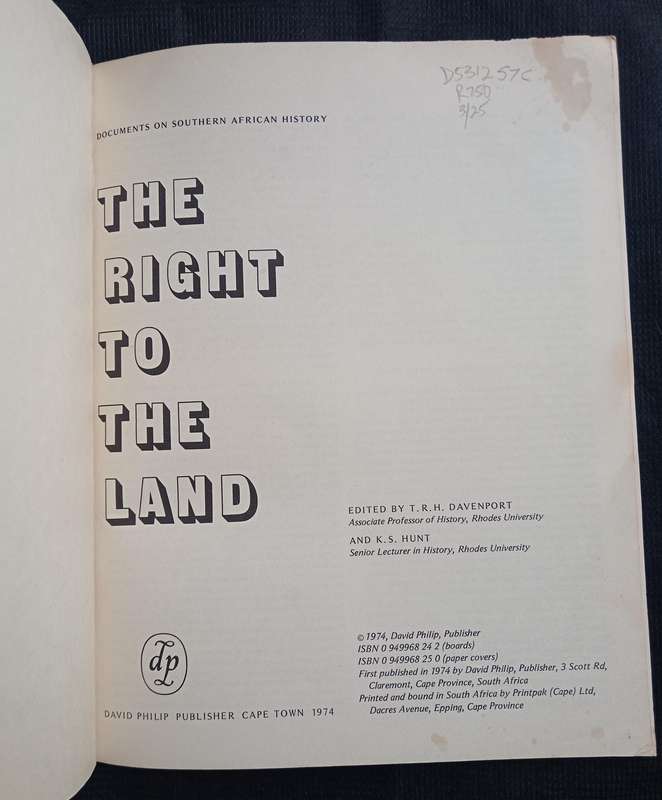 D5312 57C
R750
3/25
DOCUMENTS ON SOUTHERN AFRICAN HISTORY
THE
RIGHT
TO
THE
LAND
EDITED BY T.R.H. DAVENPORT
Associate Professor of History, Rhodes University
AND K.S. HUNT
Senior Lecturer in History, Rhodes University
© 1974, David Philip, Publisher
ISBN 0 949968 24 2 (boards)
ISBN 0 949968 25 0 (paper covers)
First published in 1974 by David Philip, Publisher, 3 Scott Rd,
Claremont, Cape Province, South Africa
Printed and bound in South Africa by Printpak (Cape) Ltd,
Dacres Avenue, Epping, Cape Province
dp
DAVID PHILIP PUBLISHER CAPE TOWN 1974